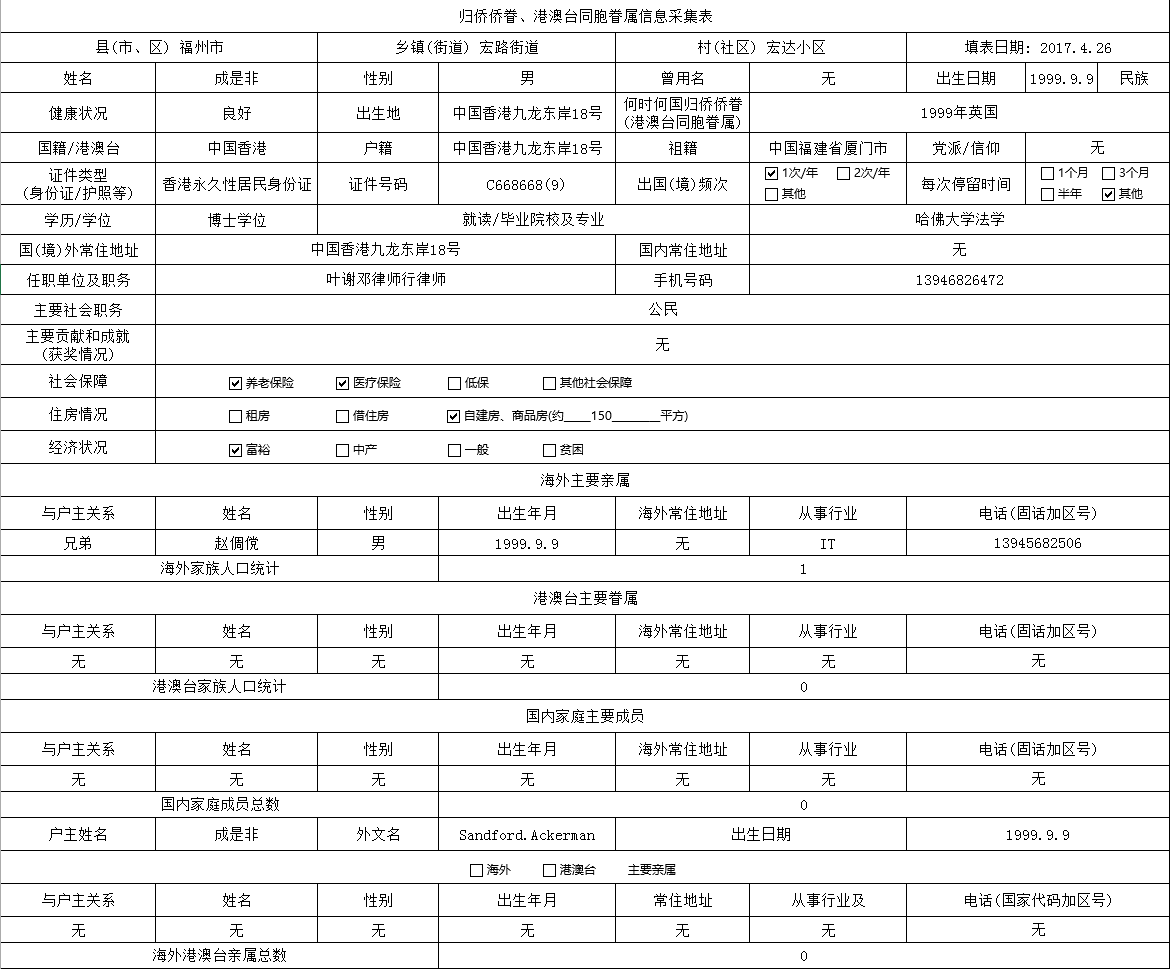 归侨侨眷、港澳台同胞眷属信息采集表
县(市、区) 福州市 乡镇(街道) 宏路街道 村(社区) 宏达小区 填表日期: 2017.4.26
姓名 成是非 性别 男 曾用名 无 出生日期 1999.9.9 民族
健康状况 良好 出生地 中国香港九龙东岸18号 何时何国归侨侨眷 1999年英国
(港澳台同胞眷属)
国籍/港澳台 中国香港 户籍 中国香港九龙东岸18号 祖籍 中国福建省厦门市 党派/信仰 无
证件类型 香港永久性居民身份证 证件号码 C668668(9) 出国(境)频次 ☑1次/年 ☐2次/年 每次停留时间 ☐1个月 ☐3个月
(身份证/护照等) ☐其他 ☐半年 ☑其他
学历/学位 博士学位 就读/毕业院校及专业 哈佛大学法学
国(境)外常住地址 中国香港九龙东岸18号 国内常住地址 无
任职单位及职务 叶谢邓律师行律师 手机号码 13946826472
主要社会职务 公民
主要贡献和成就 无
(获奖情况)
社会保障 ☑养老保险 ☑医疗保险 ☐低保 ☐其他社会保障
住房情况 ☐租房 ☐借住房 ☑自建房、商品房(约____150_______平方)
经济状况 ☑富裕 ☐中产 ☐一般 ☐贫困
海外主要亲属
与户主关系 姓名 性别 出生年月 海外常住地址 从事行业 电话(固话加区号)
兄弟 赵倜傥 男 1999.9.9 无 IT 13945682506
海外家族人口统计 1
港澳台主要眷属
与户主关系 姓名 性别 出生年月 海外常住地址 从事行业 电话(固话加区号)
无 无 无 无 无 无 无
港澳台家族人口统计 0
国内家庭主要成员
与户主关系 姓名 性别 出生年月 海外常住地址 从事行业 电话(固话加区号)
无 无 无 无 无 无 无
国内家庭成员总数 0
户主姓名 成是非 外文名 Sandford.Ackerman 出生日期 1999.9.9
☐海外 ☐港澳台 主要亲属
与户主关系 姓名 性别 出生年月 常住地址 从事行业及 电话(国家代码加区号)
无 无 无 无 无 无 无
海外港澳台亲属总数 0